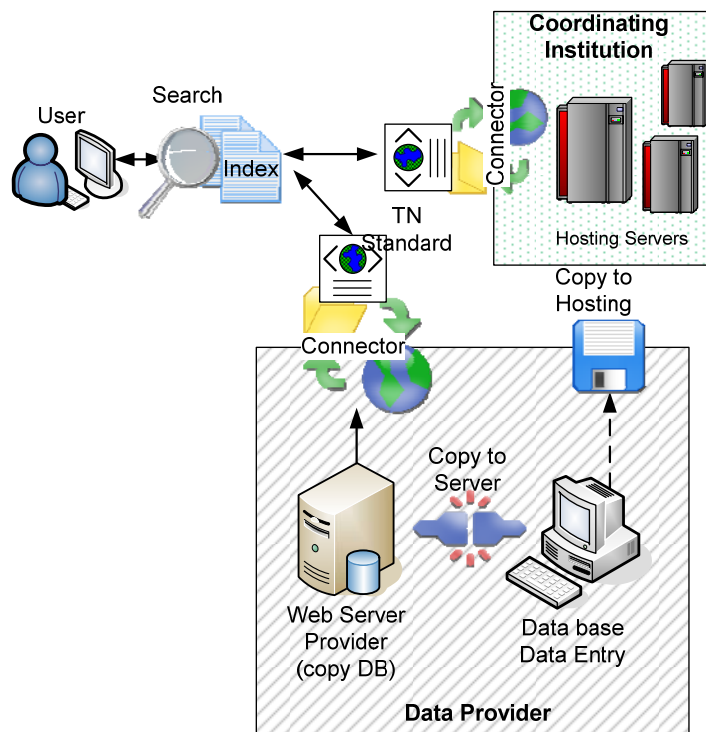 Coordinating
Institution
User
Search
Index
Connector
TN
Standard
Hosting Servers
Copy to
Hosting
Connector
Copy to
Server
Web Server
Provider
(copy DB)
Data base
Data Entry
Data Provider